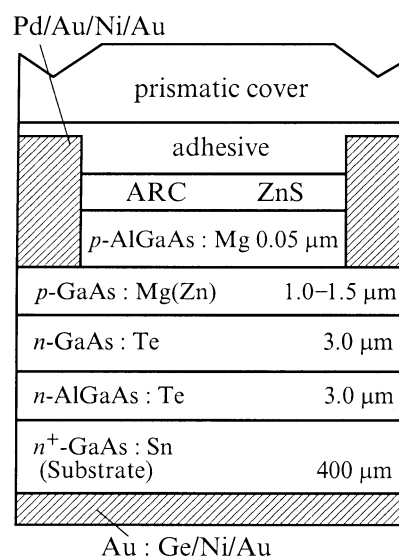 Pd/Au/Ni/Au
prismatic cover
adhesive
ARC ZnS
p-AlGaAs : Mg 0.05 μm
p-GaAs : Mg(Zn) 1.0–1.5 μm
n-GaAs : Te 3.0 μm
n-AlGaAs : Te 3.0 μm
n⁺-GaAs : Sn
(Substrate) 400 μm
Au : Ge/Ni/Au